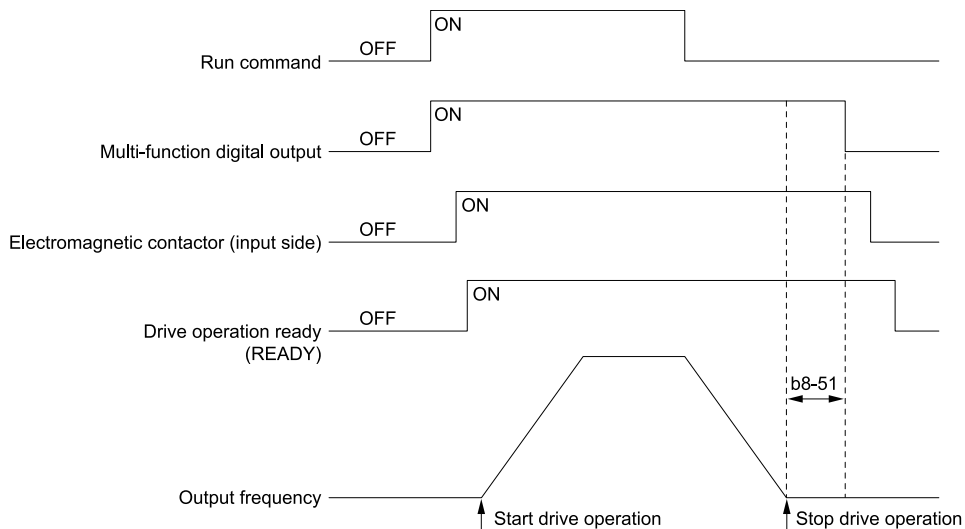 ON
OFF
Run command
ON
OFF
Multi-function digital output
ON
OFF
Electromagnetic contactor (input side)
ON
OFF
Drive operation ready
(READY)
b8-51
Output frequency
Start drive operation
Stop drive operation